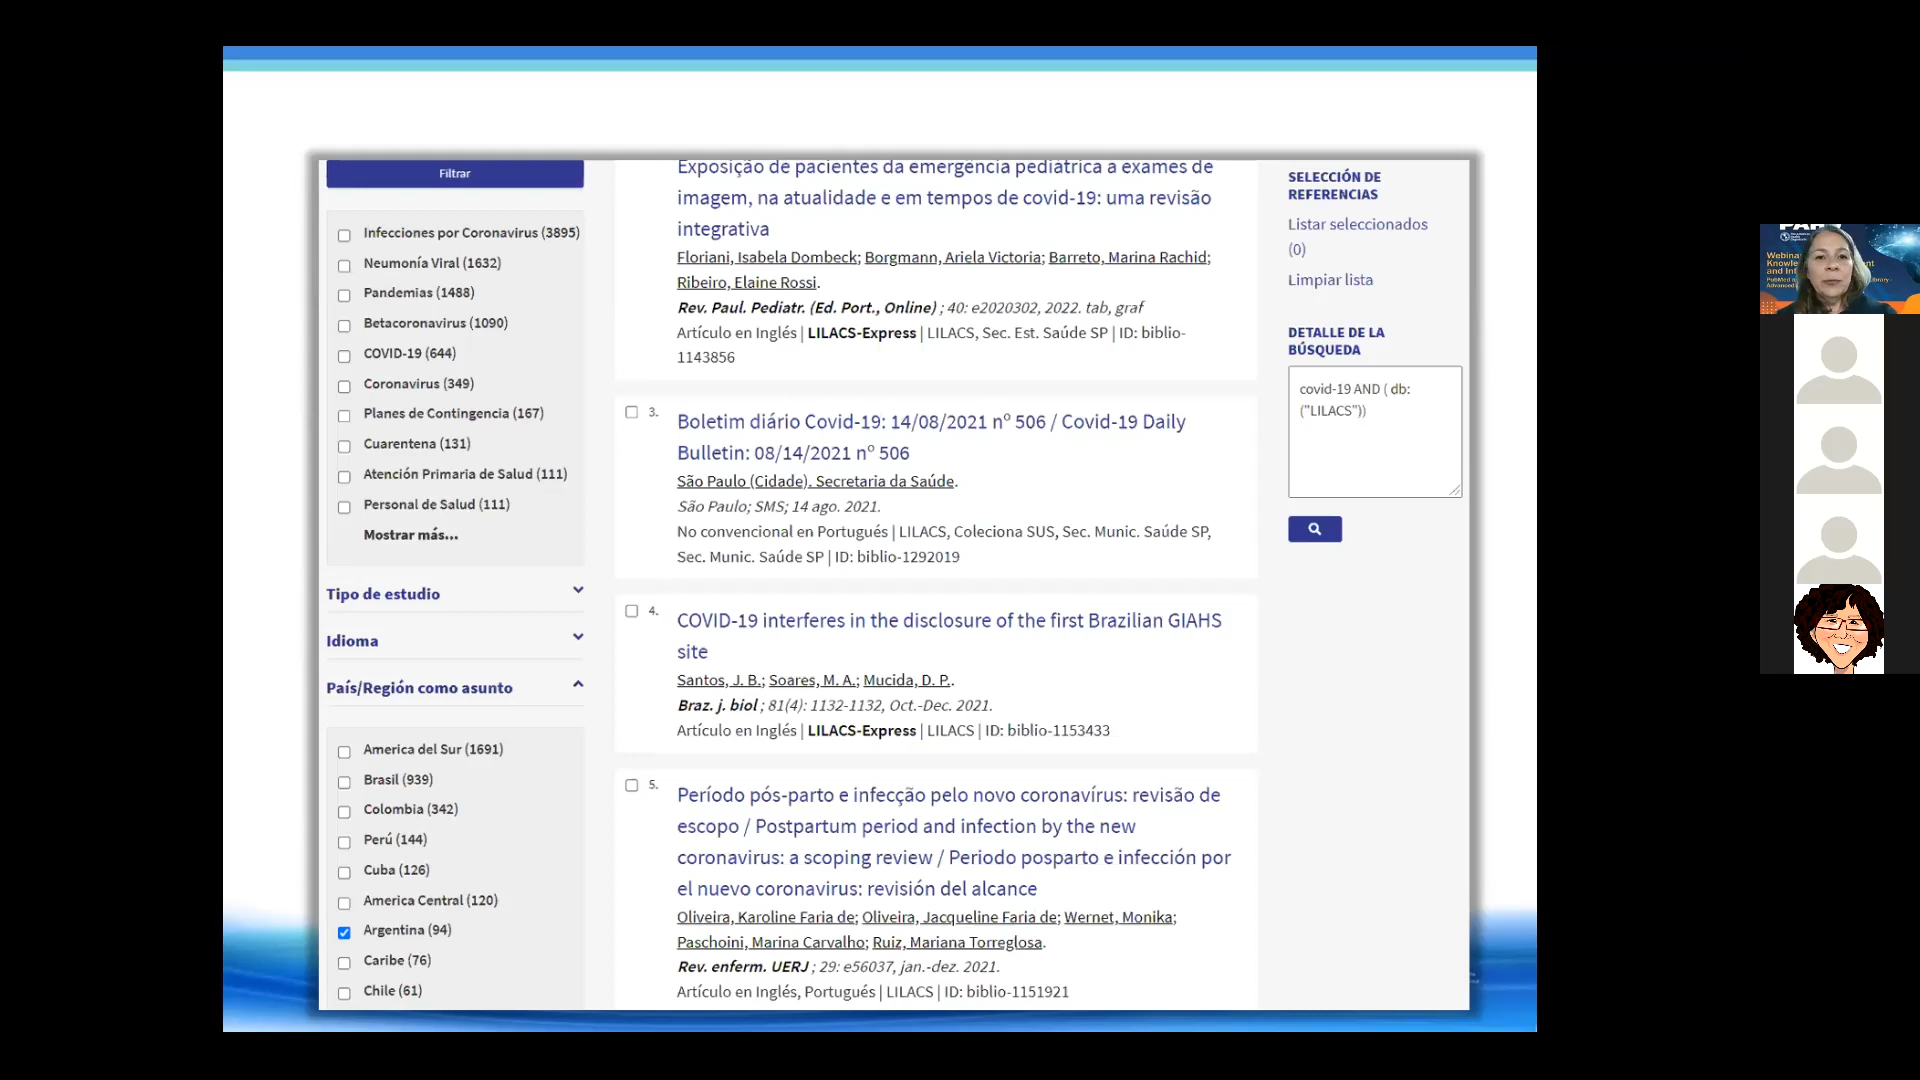 Filtrar
Infecciones por Coronavirus (3895)
Neumonía Viral (1632)
Pandemias (1488)
Betacoronavirus (1090)
COVID-19 (644)
Coronavirus (349)
Planes de Contingencia (167)
Cuarentena (131)
Atención Primaria de Salud (111)
Personal de Salud (111)
Mostrar más...
Tipo de estudio
Idioma
País/Región como asunto
America del Sur (1691)
Brasil (939)
Colombia (342)
Perú (144)
Cuba (126)
America Central (120)
Argentina (94)
Caribe (76)
Chile (61)
Exposição de pacientes da emergência pediátrica a exames de
imagem, na atualidade e em tempos de covid-19: uma revisão
integrativa
Floriani, Isabela Dombeck; Borgmann, Ariela Victoria; Barreto, Marina Rachid;
Ribeiro, Elaine Rossi.
Rev. Paul. Pediatr. (Ed. Port., Online) ; 40: e2020302, 2022. tab, graf
Artículo en Inglés | LILACS-Express | LILACS, Sec. Est. Saúde SP | ID: biblio-
1143856
3. Boletim diário Covid-19: 14/08/2021 nº 506 / Covid-19 Daily
Bulletin: 08/14/2021 nº 506
São Paulo (Cidade). Secretaria da Saúde.
São Paulo; SMS; 14 ago. 2021.
No convencional en Portugués | LILACS, Coleciona SUS, Sec. Munic. Saúde SP,
Sec. Munic. Saúde SP | ID: biblio-1292019
4. COVID-19 interferes in the disclosure of the first Brazilian GIAHS
site
Santos, J. B.; Soares, M. A.; Mucida, D. P..
Braz. j. biol ; 81(4): 1132-1132, Oct.-Dec. 2021.
Artículo en Inglés | LILACS-Express | LILACS | ID: biblio-1153433
5. Período pós-parto e infecção pelo novo coronavírus: revisão de
escopo / Postpartum period and infection by the new
coronavirus: a scoping review / Periodo posparto e infección por
el nuevo coronavirus: revisión del alcance
Oliveira, Karoline Faria de; Oliveira, Jacqueline Faria de; Wernet, Monika;
Paschoini, Marina Carvalho; Ruiz, Mariana Torreglosa.
Rev. enferm. UERJ ; 29: e56037, jan.-dez. 2021.
Artículo en Inglés, Portugués | LILACS | ID: biblio-1151921
SELECCIÓN DE
REFERENCIAS
Listar seleccionados
(0)
Limpiar lista
DETALLE DE LA
BÚSQUEDA
covid-19 AND ( db:
("LILACS"))